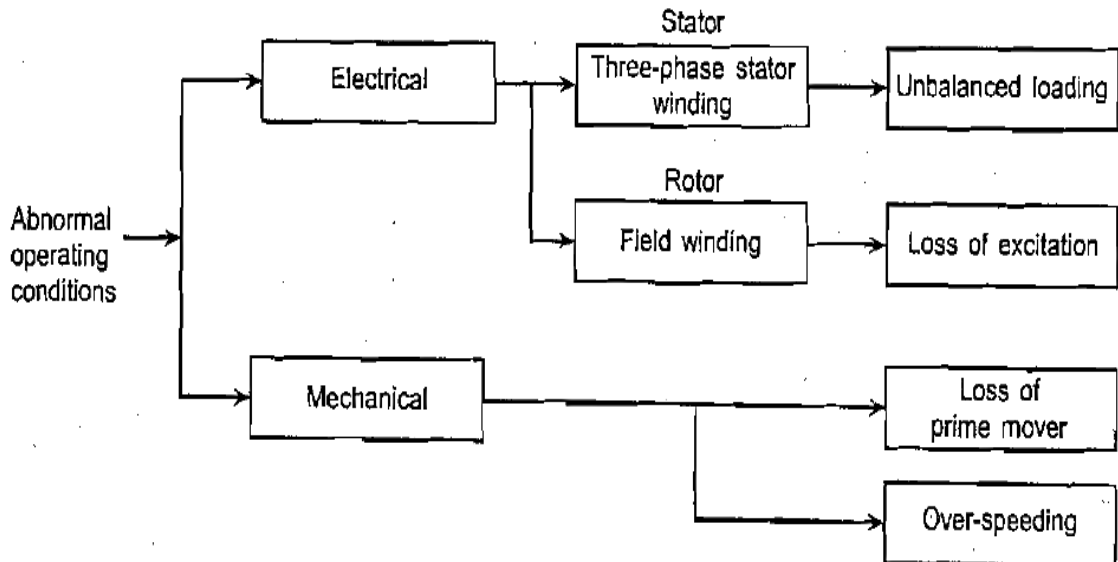 Stator
Electrical
Three-phase stator
winding
Unbalanced loading
Rotor
Abnormal
operating
conditions
Field winding
Loss of excitation
Mechanical
Loss of
prime mover
Over-speeding